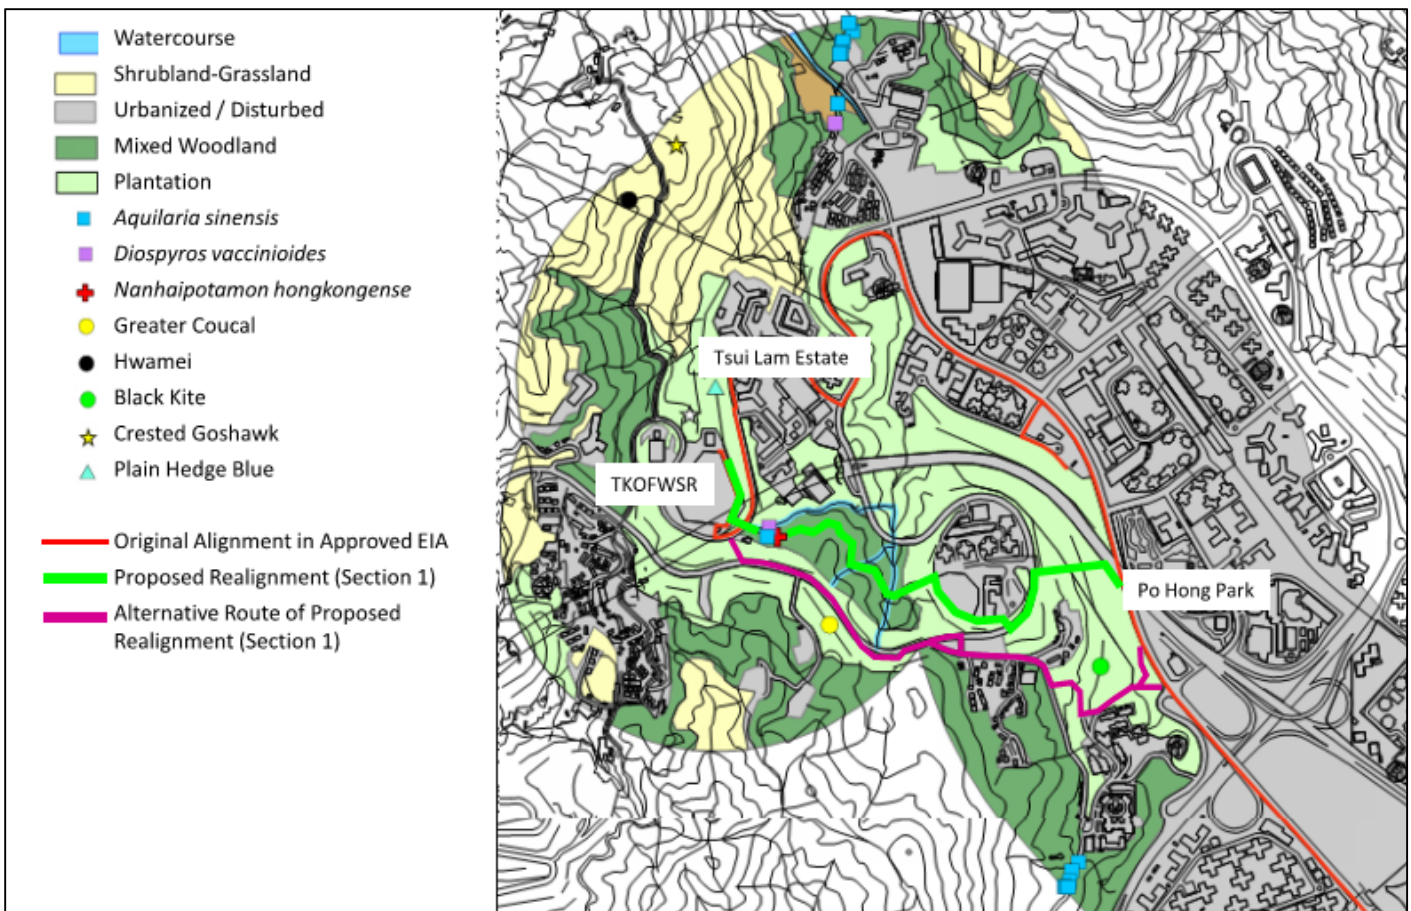 Watercourse
Shrubland-Grassland
Urbanized / Disturbed
Mixed Woodland
Plantation
Aquilaria sinensis
Diospyros vaccinioides
Nanhaipotamon hongkongense
Greater Coucal
Hwamei
Black Kite
Crested Goshawk
Plain Hedge Blue
Original Alignment in Approved EIA
Proposed Realignment (Section 1)
Alternative Route of Proposed
Realignment (Section 1)
Tsui Lam Estate
TKOFWSR
Po Hong Park